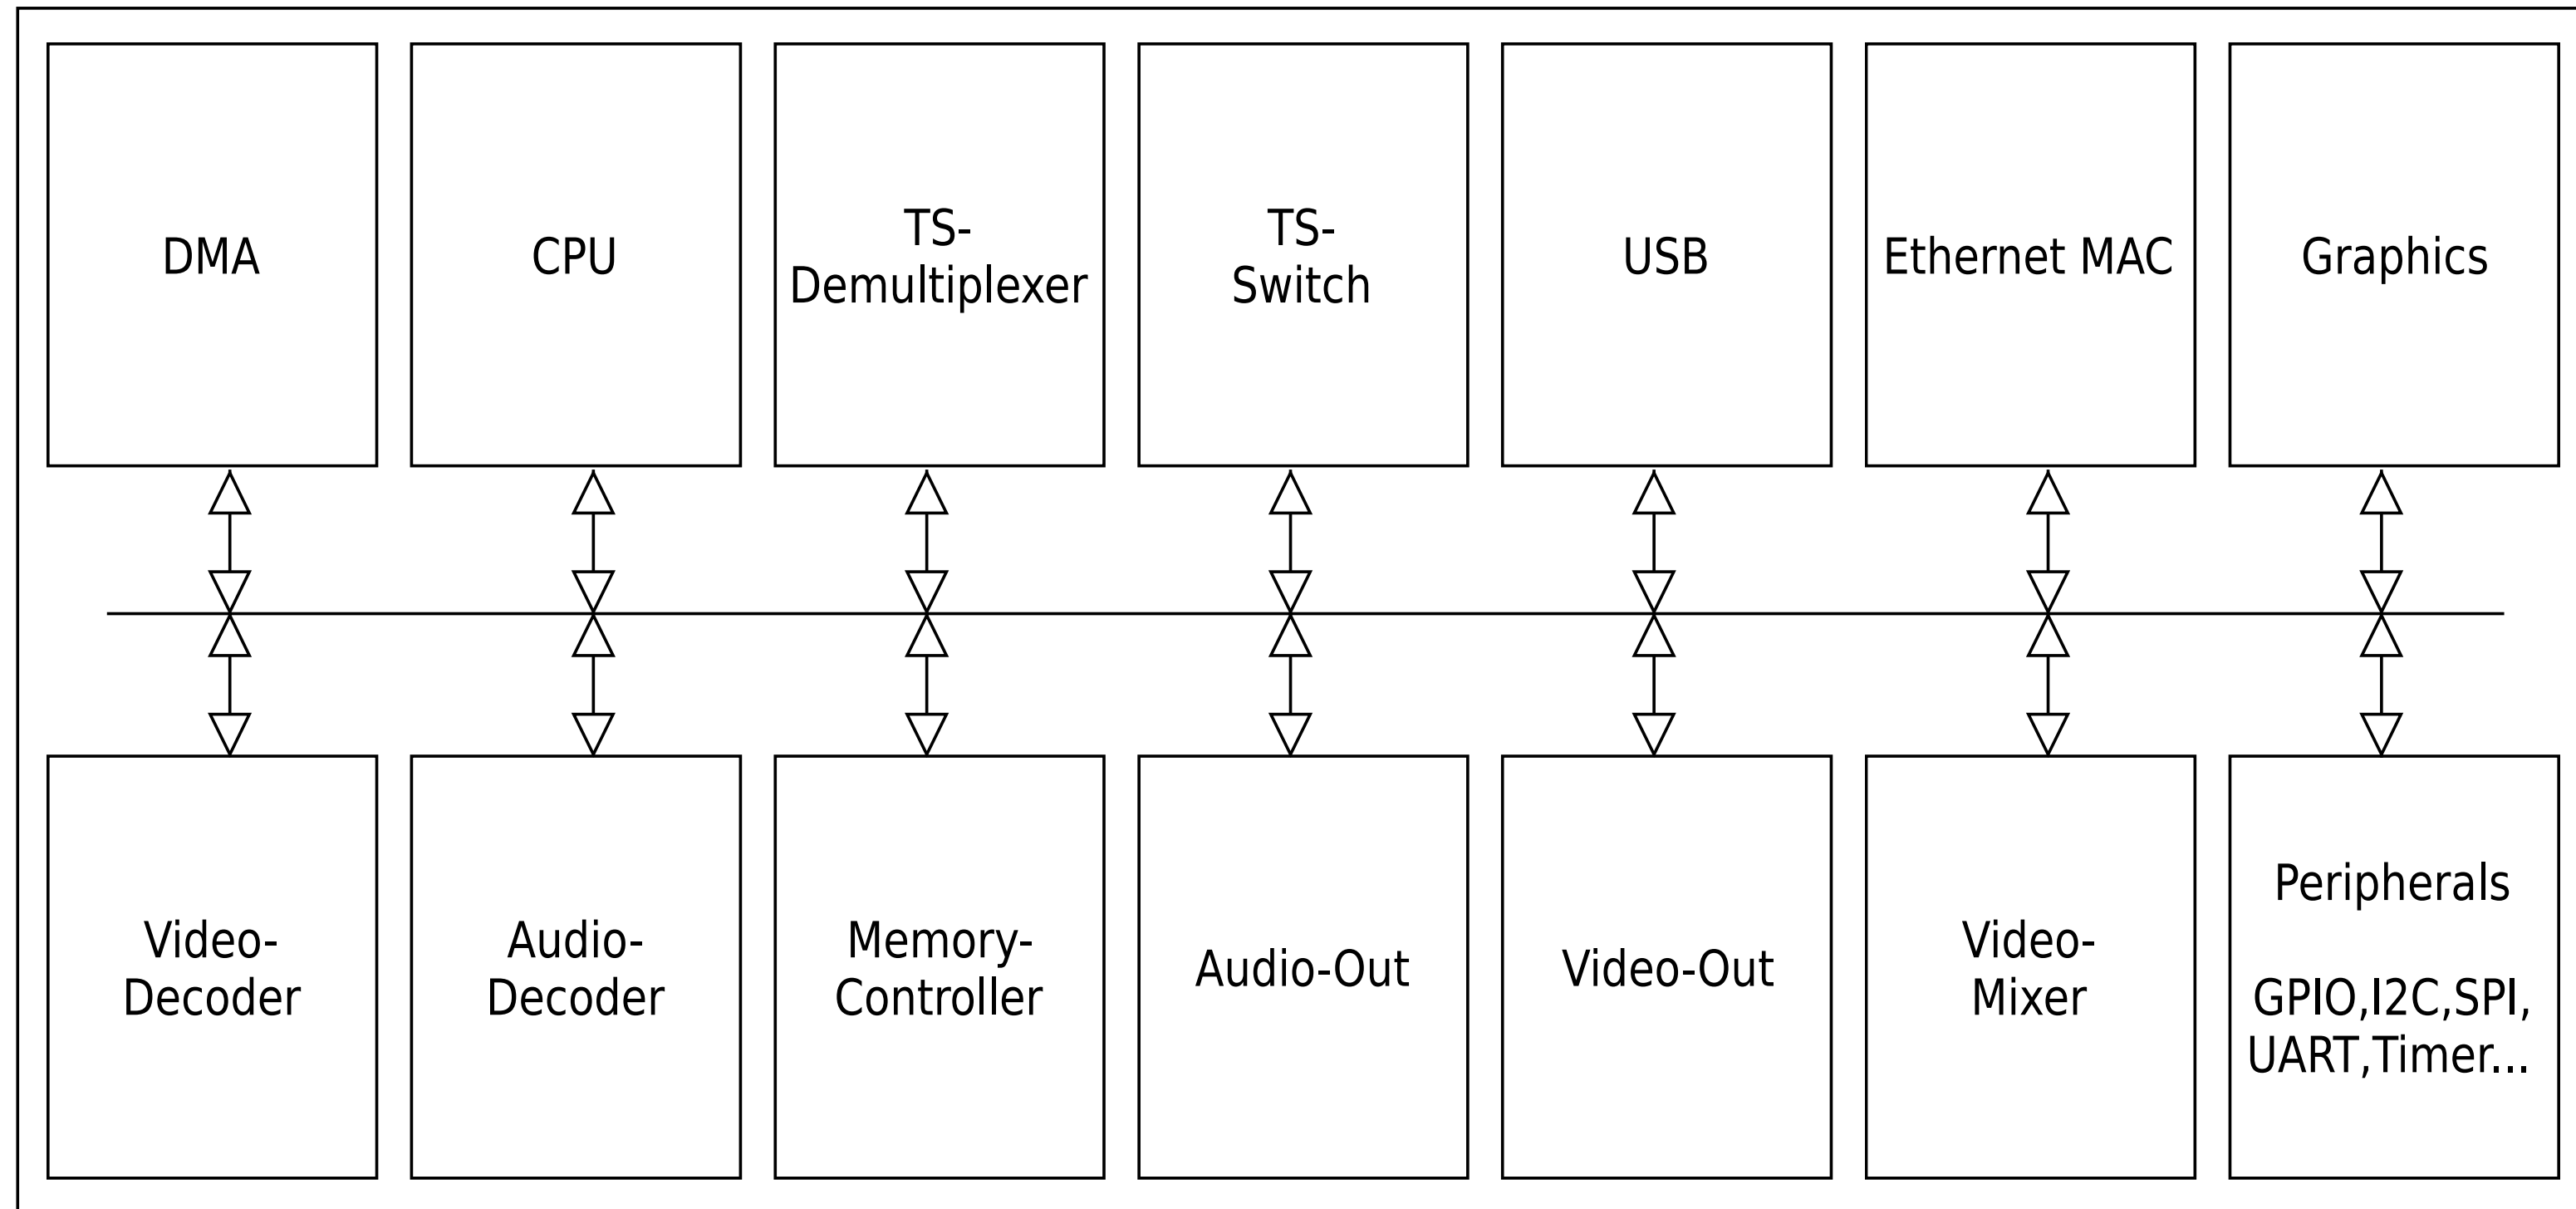 DMA
CPU
TS-
Demultiplexer
TS-
Switch
USB
Ethernet MAC
Graphics
Video-
Decoder
Audio-
Decoder
Memory-
Controller
Audio-Out
Video-Out
Video-
Mixer
Peripherals
GPIO,I2C,SPI,
UART,Timer...